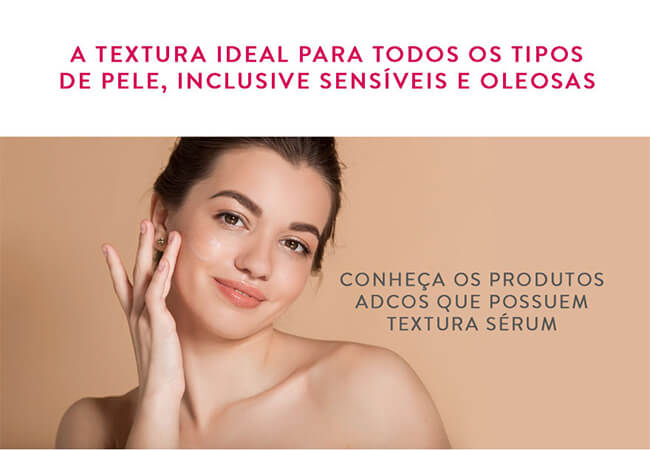 A TEXTURA IDEAL PARA TODOS OS TIPOS
DE PELE, INCLUSIVE SENSÍVEIS E OLEOSAS
CONHEÇA OS PRODUTOS
ADCOS QUE POSSUEM
TEXTURA SÉRUM